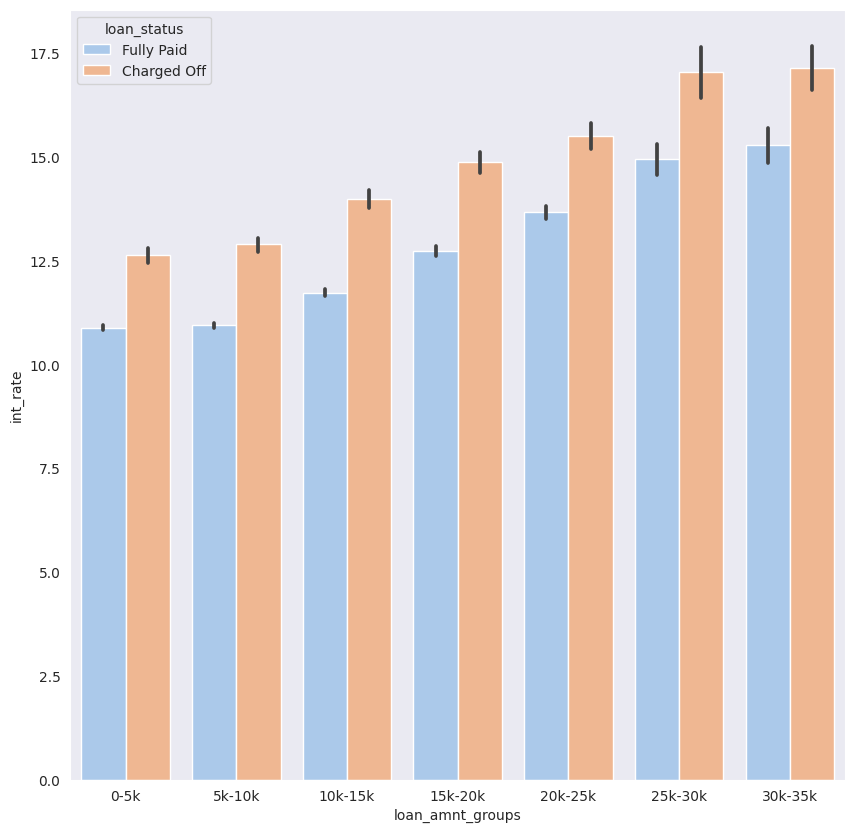 loan_status
Fully Paid
Charged Off
int_rate
17.5
15.0
12.5
10.0
7.5
5.0
2.5
0.0
0-5k 5k-10k 10k-15k 15k-20k 20k-25k 25k-30k 30k-35k
loan_amnt_groups